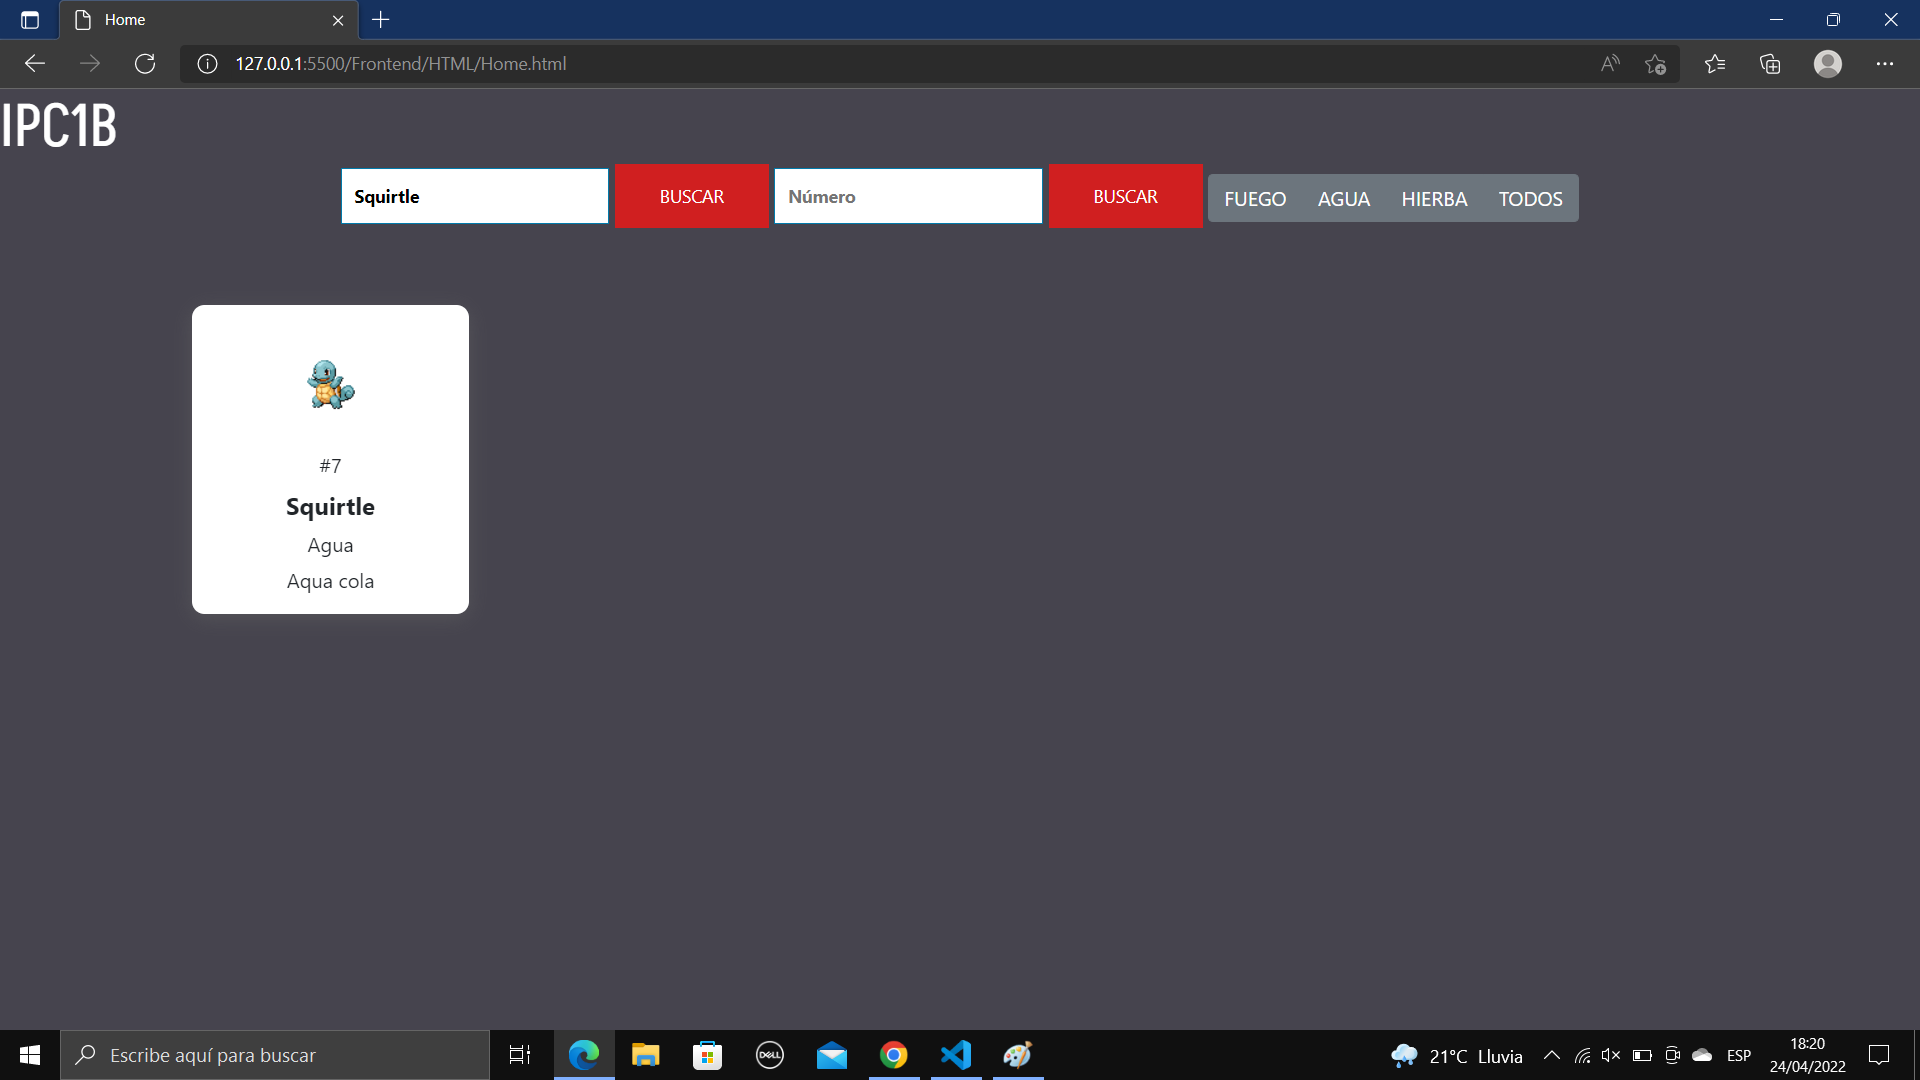 Home
127.0.0.1:5500/Frontend/HTML/Home.html
IPC1B
Squirtle BUSCAR Número BUSCAR FUEGO AGUA HIERBA TODOS
#7
Squirtle
Agua
Aqua cola
Escribe aquí para buscar
DELL
21°C Lluvia
ESP
18:20
24/04/2022